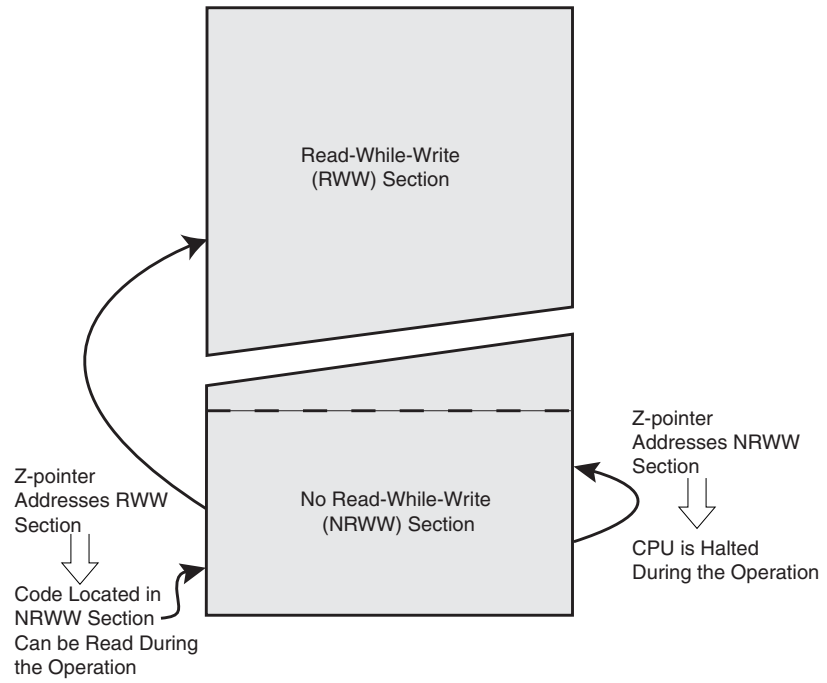 Read-While-Write
(RWW) Section
Z-pointer
Addresses NRWW
Section
CPU is Halted
During the Operation
No Read-While-Write
(NRWW) Section
Z-pointer
Addresses RWW
Section
Code Located in
NRWW Section
Can be Read During
the Operation